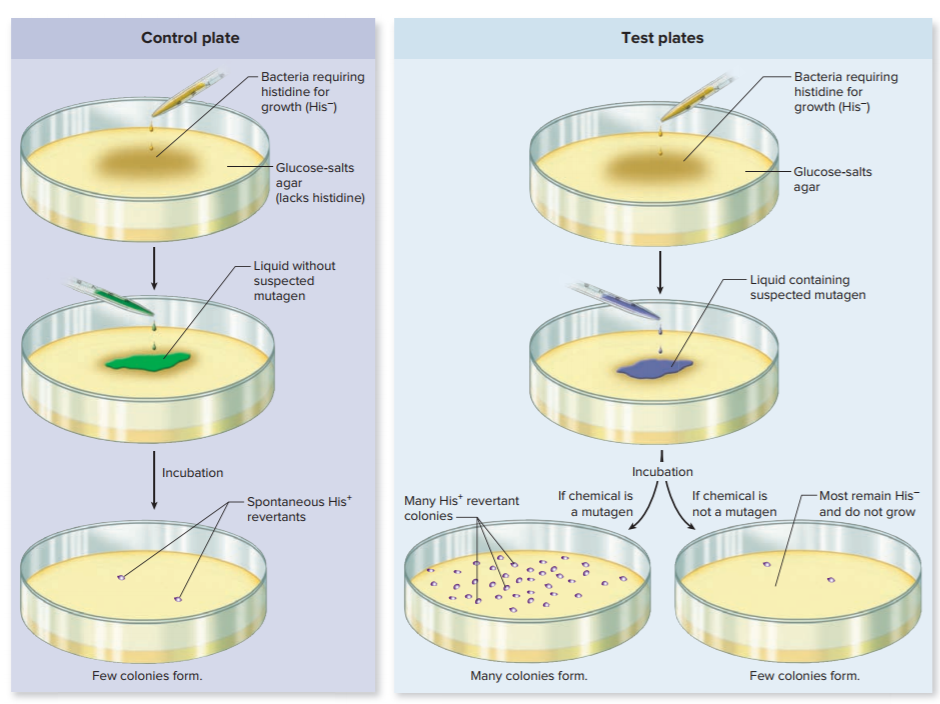 Control plate
Bacteria requiring
histidine for
growth (His⁻)
Glucose-salts
agar
(lacks histidine)
Liquid without
suspected
mutagen
Incubation
Spontaneous His⁺
revertants
Few colonies form.
Test plates
Bacteria requiring
histidine for
growth (His⁻)
Glucose-salts
agar
Liquid containing
suspected mutagen
Incubation
Many His⁺ revertant
colonies
If chemical is
a mutagen
If chemical is
not a mutagen
Most remain His⁻
and do not grow
Many colonies form.
Few colonies form.